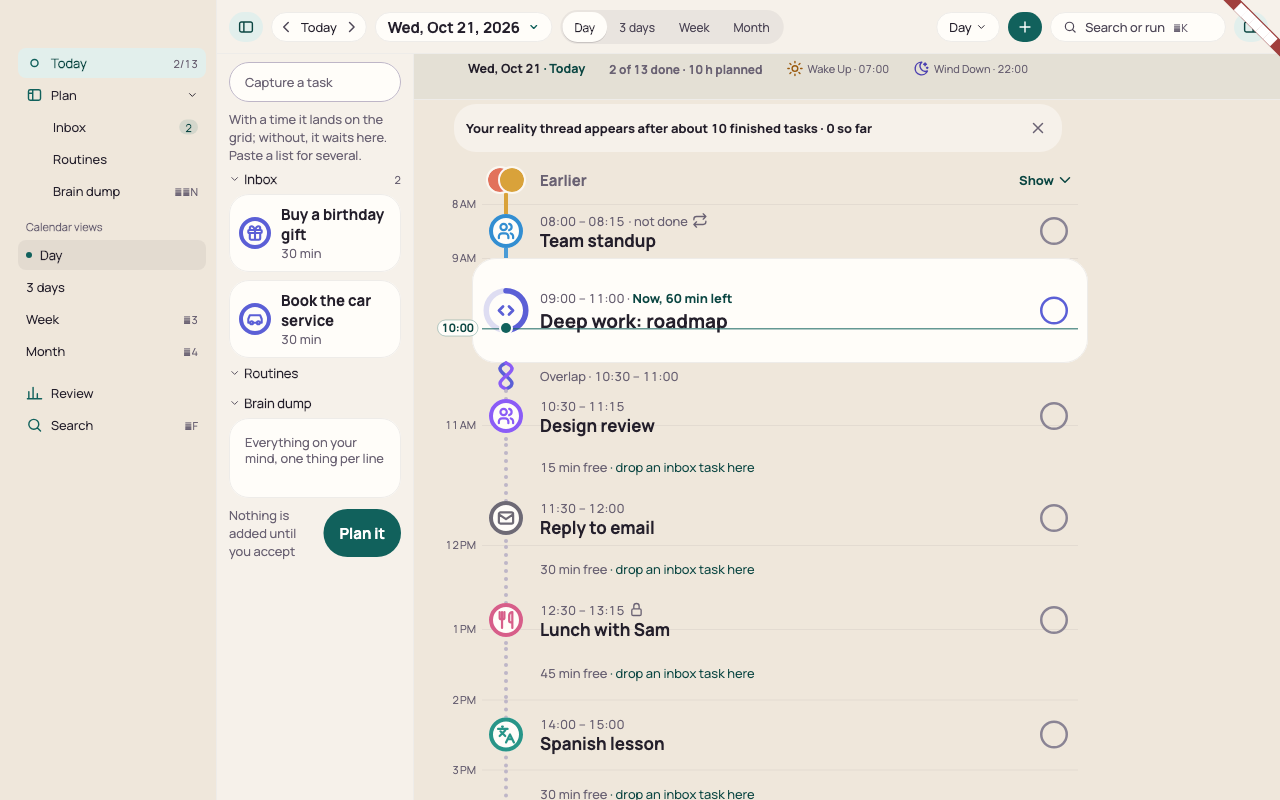 Today
Wed, Oct 21, 2026
Day
3 days
Week
Month
Day
Search or run
K
Today
2/13
Plan
Inbox
2
Routines
Brain dump
N
Calendar views
Day
3 days
Week
3
Month
4
Review
Search
F
Capture a task
With a time it lands on the
grid; without, it waits here.
Paste a list for several.
Inbox
2
Buy a birthday
gift
30 min
Book the car
service
30 min
Routines
Brain dump
Everything on your
mind, one thing per line
Nothing is
added until
you accept
Plan it
Wed, Oct 21 · Today
2 of 13 done · 10 h planned
Wake Up · 07:00
Wind Down · 22:00
Your reality thread appears after about 10 finished tasks · 0 so far
Earlier
Show
8 AM
08:00 – 08:15 · not done
Team standup
9 AM
09:00 – 11:00 · Now, 60 min left
Deep work: roadmap
10:00
Overlap · 10:30 – 11:00
10:30 – 11:15
Design review
11 AM
15 min free · drop an inbox task here
11:30 – 12:00
Reply to email
12 PM
30 min free · drop an inbox task here
12:30 – 13:15
Lunch with Sam
1 PM
45 min free · drop an inbox task here
2 PM
14:00 – 15:00
Spanish lesson
3 PM
30 min free · drop an inbox task here